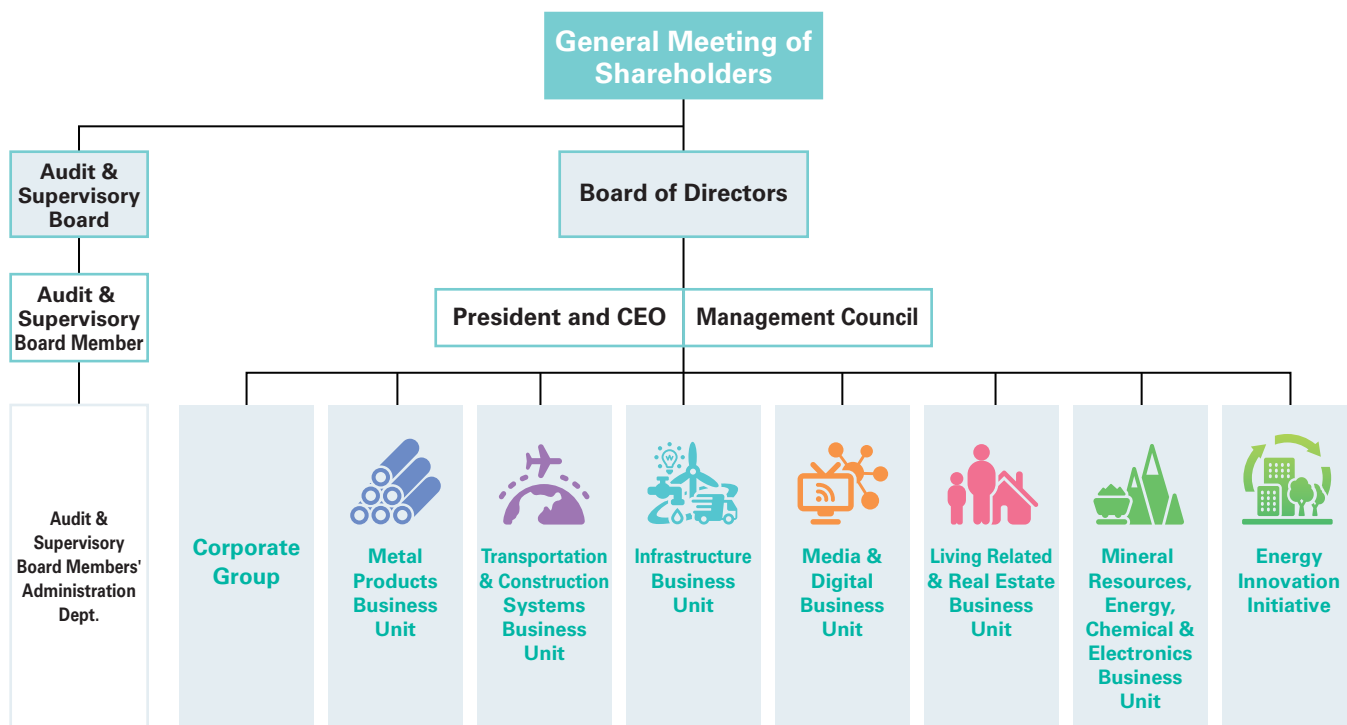 General Meeting of
Shareholders
Audit &
Supervisory
Board
Board of Directors
Audit &
Supervisory
Board Member
President and CEO
Management Council
Audit &
Supervisory
Board Members'
Administration
Dept.
Corporate
Group
Metal
Products
Business
Unit
Transportation
& Construction
Systems
Business
Unit
W
Infrastructure
Business
Unit
Media &
Digital
Business
Unit
Living Related
& Real Estate
Business
Unit
Mineral
Resources,
Energy,
Chemical &
Electronics
Business
Unit
Energy
Innovation
Initiative